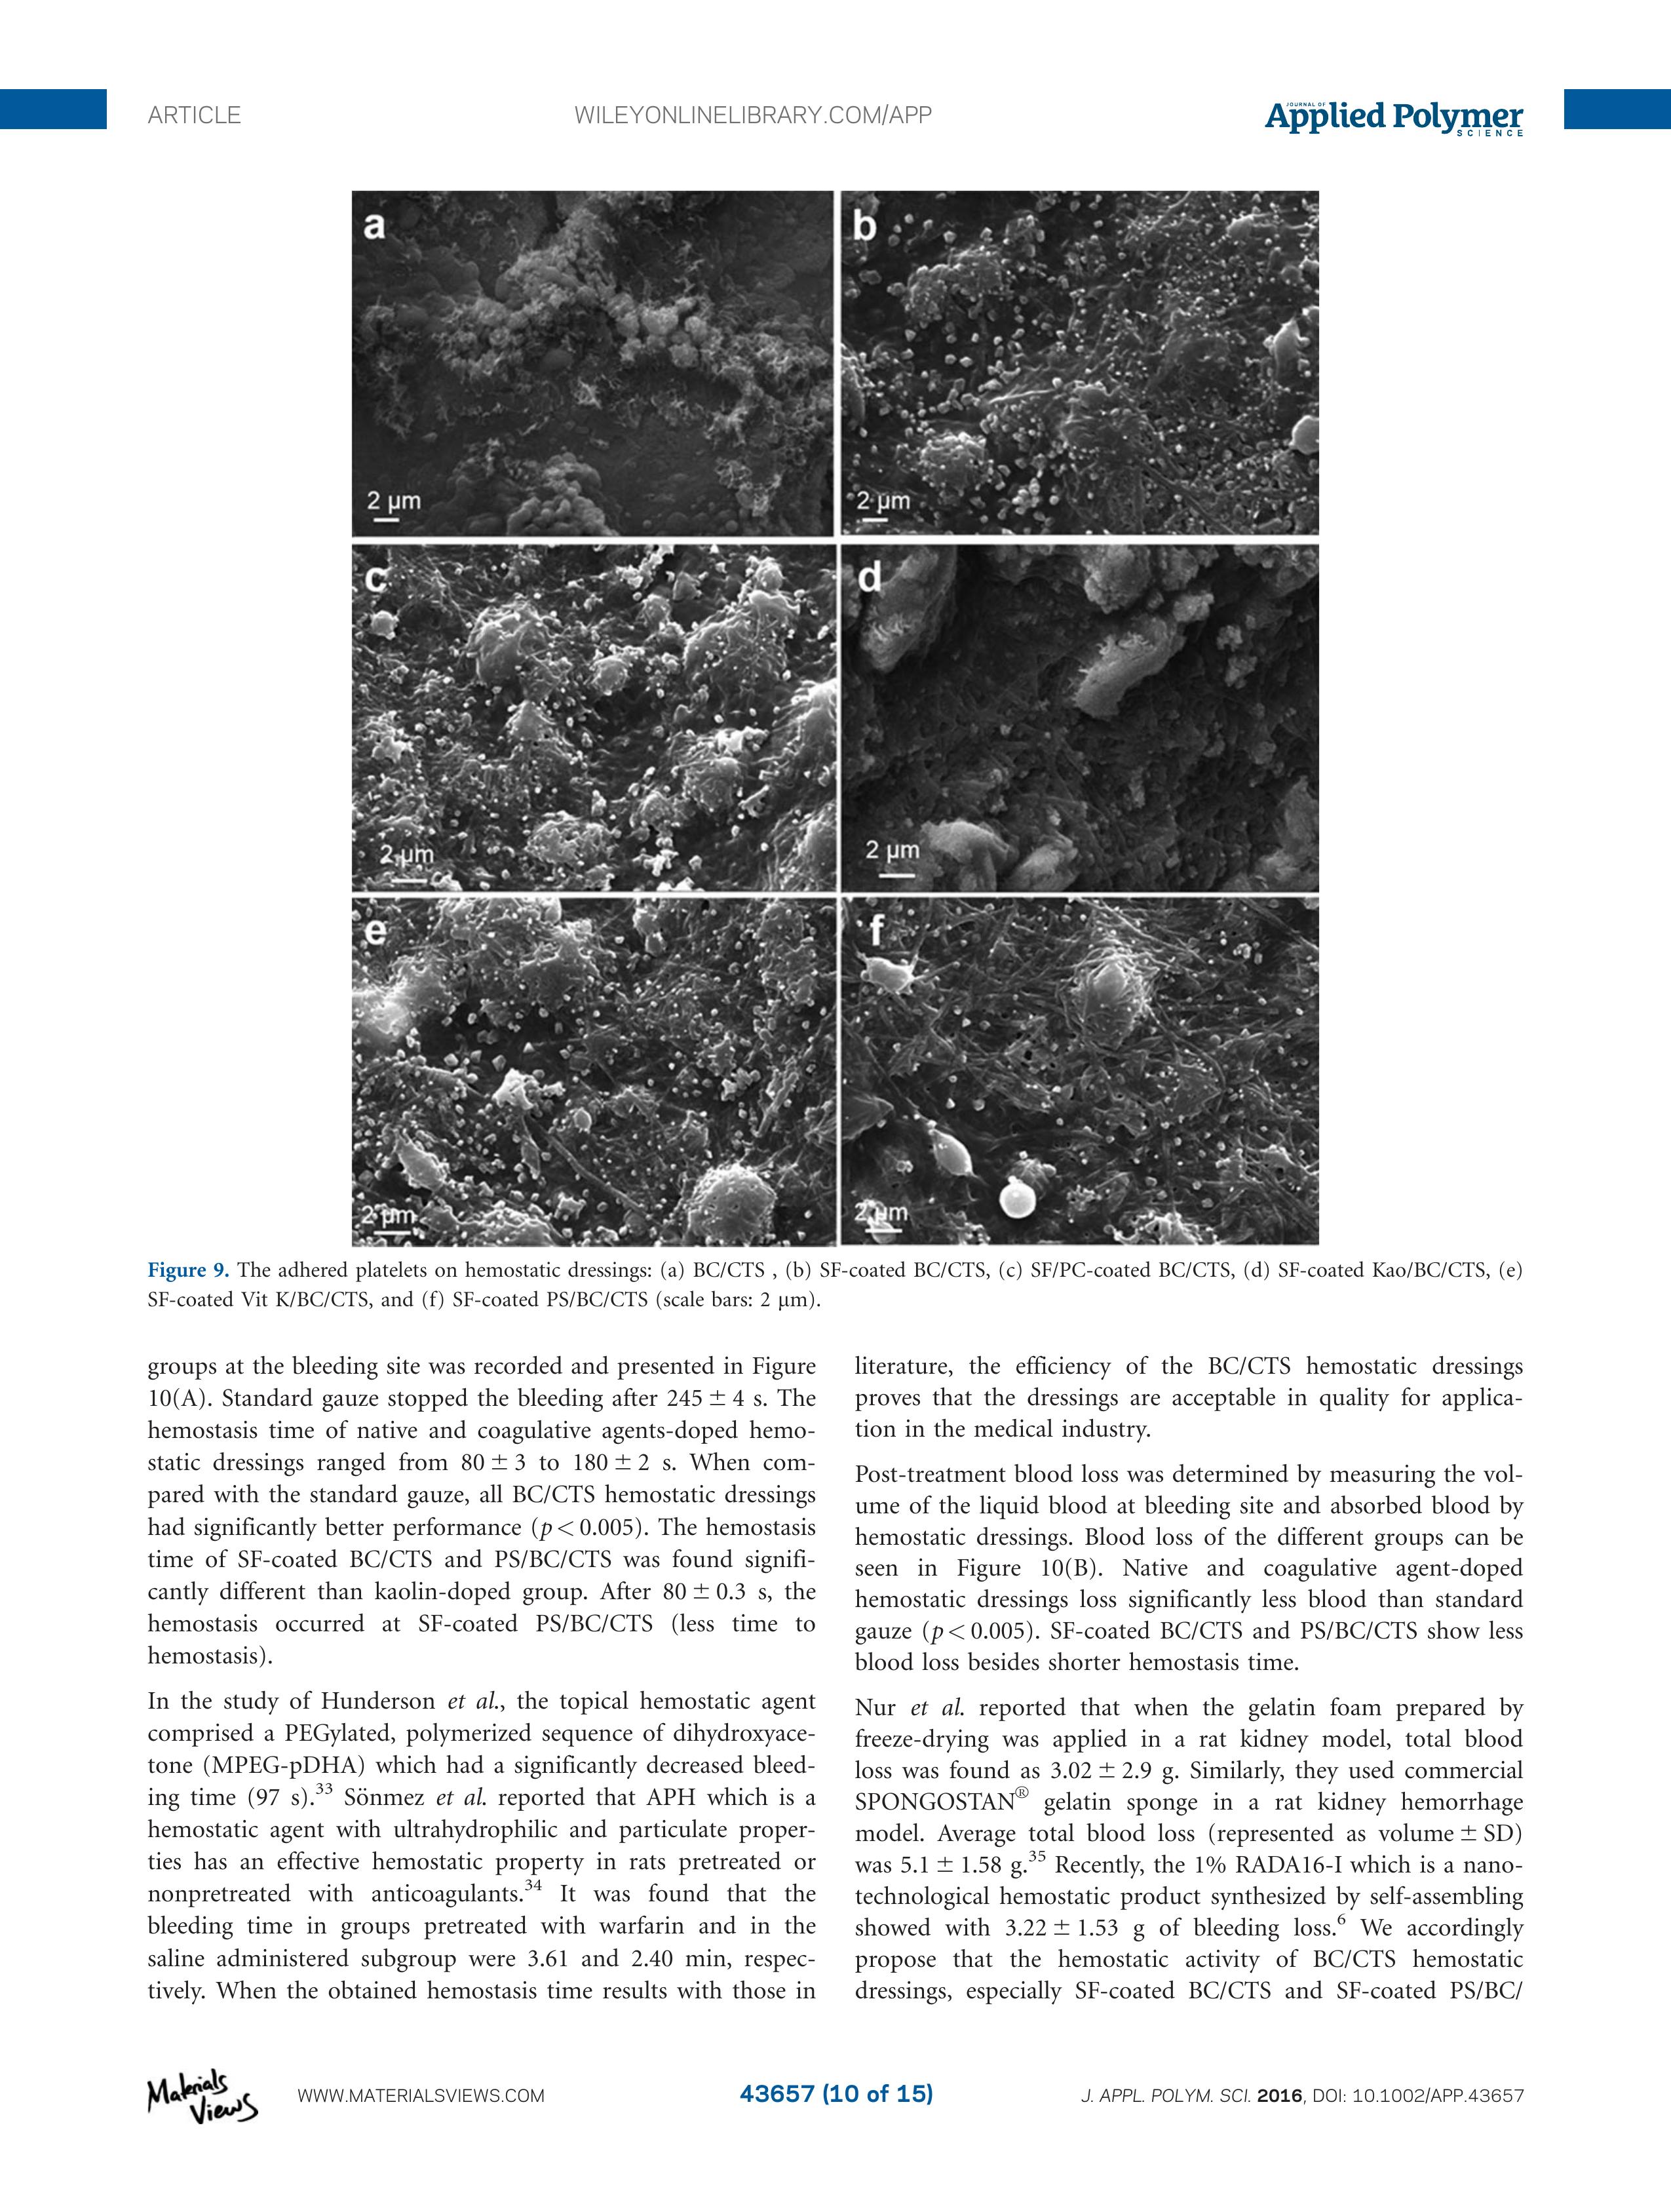 ARTICLE
WILEYONLINELIBRARY.COM/APP
JOURNAL OF
Applied Polymer
SCIENCE
a
b
2 µm
2 µm
c
d
2 µm
2 µm
e
f
2 µm
2 µm
Figure 9. The adhered platelets on hemostatic dressings: (a) BC/CTS , (b) SF-coated BC/CTS, (c) SF/PC-coated BC/CTS, (d) SF-coated Kao/BC/CTS, (e)
SF-coated Vit K/BC/CTS, and (f) SF-coated PS/BC/CTS (scale bars: 2 µm).
groups at the bleeding site was recorded and presented in Figure
10(A). Standard gauze stopped the bleeding after 245 ± 4 s. The
hemostasis time of native and coagulative agents-doped hemo-
static dressings ranged from 80 ± 3 to 180 ± 2 s. When com-
pared with the standard gauze, all BC/CTS hemostatic dressings
had significantly better performance (p < 0.005). The hemostasis
time of SF-coated BC/CTS and PS/BC/CTS was found signifi-
cantly different than kaolin-doped group. After 80 ± 0.3 s, the
hemostasis occurred at SF-coated PS/BC/CTS (less time to
hemostasis).
In the study of Hunderson et al., the topical hemostatic agent
comprised a PEGylated, polymerized sequence of dihydroxyace-
tone (MPEG-pDHA) which had a significantly decreased bleed-
ing time (97 s).33 Sönmez et al. reported that APH which is a
hemostatic agent with ultrahydrophilic and particulate proper-
ties has an effective hemostatic property in rats pretreated or
nonpretreated with anticoagulants.34 It was found that the
bleeding time in groups pretreated with warfarin and in the
saline administered subgroup were 3.61 and 2.40 min, respec-
tively. When the obtained hemostasis time results with those in
literature, the efficiency of the BC/CTS hemostatic dressings
proves that the dressings are acceptable in quality for applica-
tion in the medical industry.
Post-treatment blood loss was determined by measuring the vol-
ume of the liquid blood at bleeding site and absorbed blood by
hemostatic dressings. Blood loss of the different groups can be
seen in Figure 10(B). Native and coagulative agent-doped
hemostatic dressings loss significantly less blood than standard
gauze (p < 0.005). SF-coated BC/CTS and PS/BC/CTS show less
blood loss besides shorter hemostasis time.
Nur et al. reported that when the gelatin foam prepared by
freeze-drying was applied in a rat kidney model, total blood
loss was found as 3.02 ± 2.9 g. Similarly, they used commercial
SPONGOSTAN® gelatin sponge in a rat kidney hemorrhage
model. Average total blood loss (represented as volume ± SD)
was 5.1 ± 1.58 g.35 Recently, the 1% RADA16-I which is a nano-
technological hemostatic product synthesized by self-assembling
showed with 3.22 ± 1.53 g of bleeding loss.6 We accordingly
propose that the hemostatic activity of BC/CTS hemostatic
dressings, especially SF-coated BC/CTS and SF-coated PS/BC/
Materials
Views
WWW.MATERIALSVIEWS.COM
43657 (10 of 15)
J. APPL. POLYM. SCI. 2016, DOI: 10.1002/APP.43657